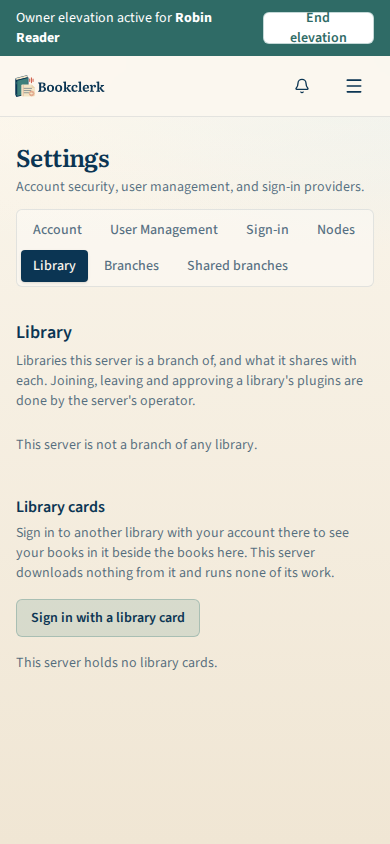 Owner elevation active for Robin
Reader
End
elevation
Bookclerk
Settings
Account security, user management, and sign-in providers.
Account User Management Sign-in Nodes
Library Branches Shared branches
Library
Libraries this server is a branch of, and what it shares with
each. Joining, leaving and approving a library's plugins are
done by the server's operator.
This server is not a branch of any library.
Library cards
Sign in to another library with your account there to see
your books in it beside the books here. This server
downloads nothing from it and runs none of its work.
Sign in with a library card
This server holds no library cards.